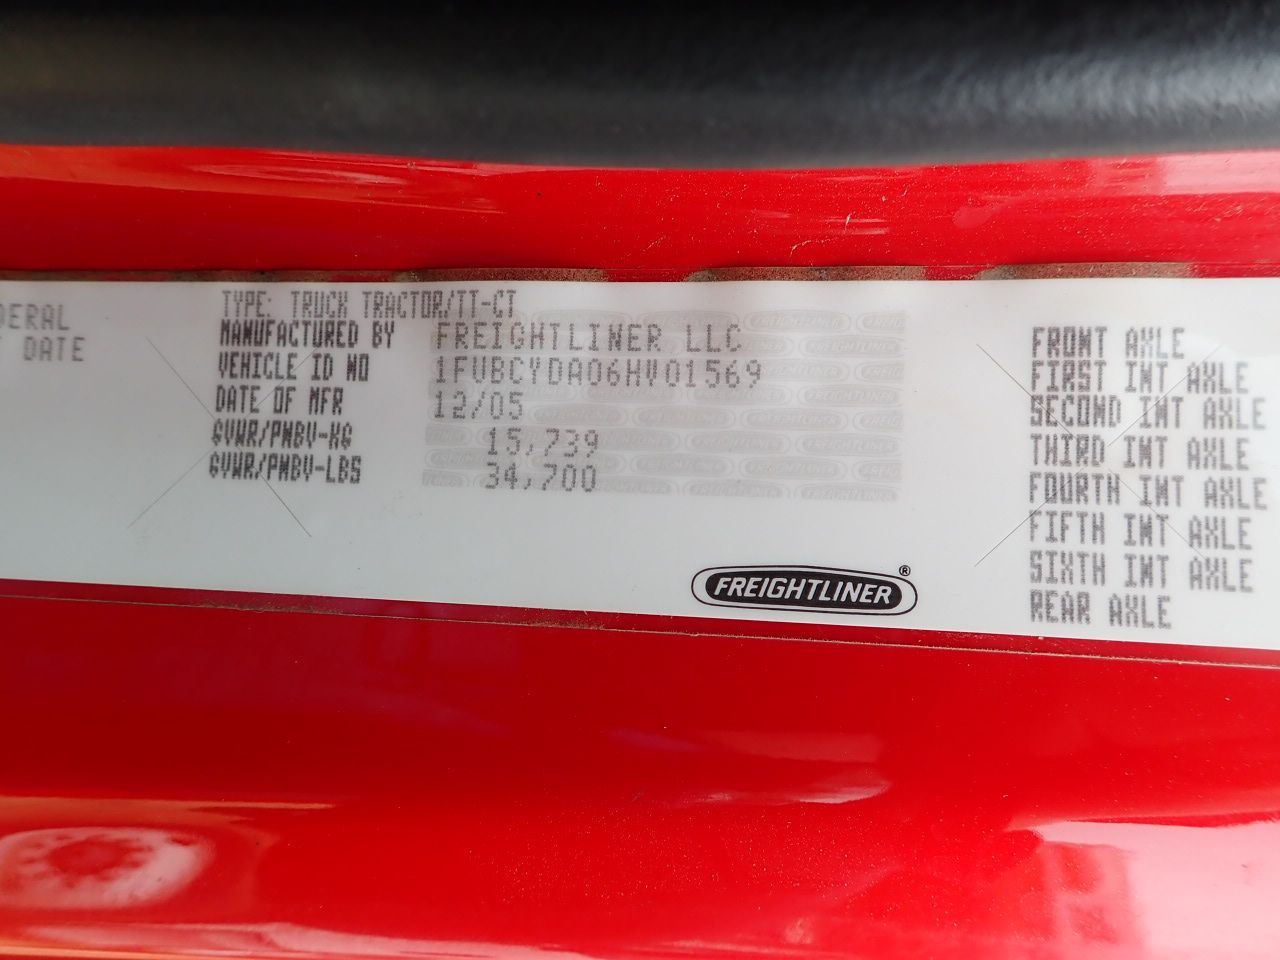 DERAL
T DATE
TYPE: TRUCK TRACTOR/TT-CT
MANUFACTURED BY FREIGHTLINER LLC
VEHICLE ID NO 1FVBCYDA06HV01569
DATE OF MFR 12/05
GVWR/PNBV-KG 15,739
GVWR/PNBV-LBS 34,700
FREIGHTLINER®
FRONT AXLE
FIRST INT AXLE
SECOND INT AXLE
THIRD INT AXLE
FOURTH INT AXLE
FIFTH INT AXLE
SIXTH INT AXLE
REAR AXLE